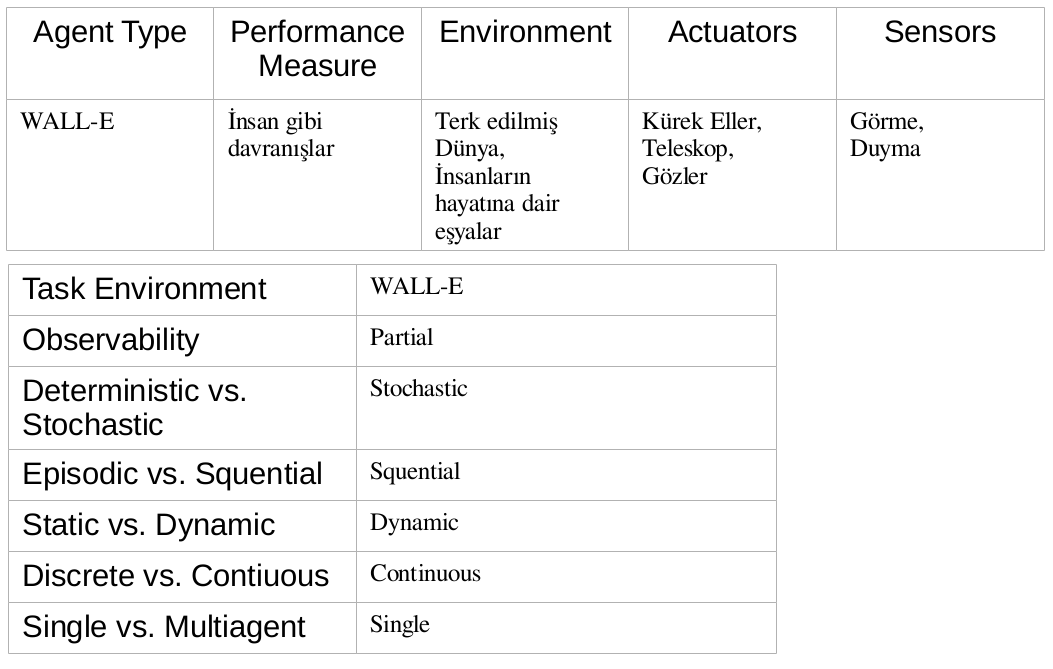 Agent Type
Performance
Measure
Environment
Actuators
Sensors
WALL-E
İnsan gibi
davranışlar
Terk edilmiş
Dünya,
İnsanların
hayatına dair
eşyalar
Kürek Eller,
Teleskop,
Gözler
Görme,
Duyma
Task Environment
WALL-E
Observability
Partial
Deterministic vs.
Stochastic
Stochastic
Episodic vs. Squential
Squential
Static vs. Dynamic
Dynamic
Discrete vs. Contiuous
Continuous
Single vs. Multiagent
Single